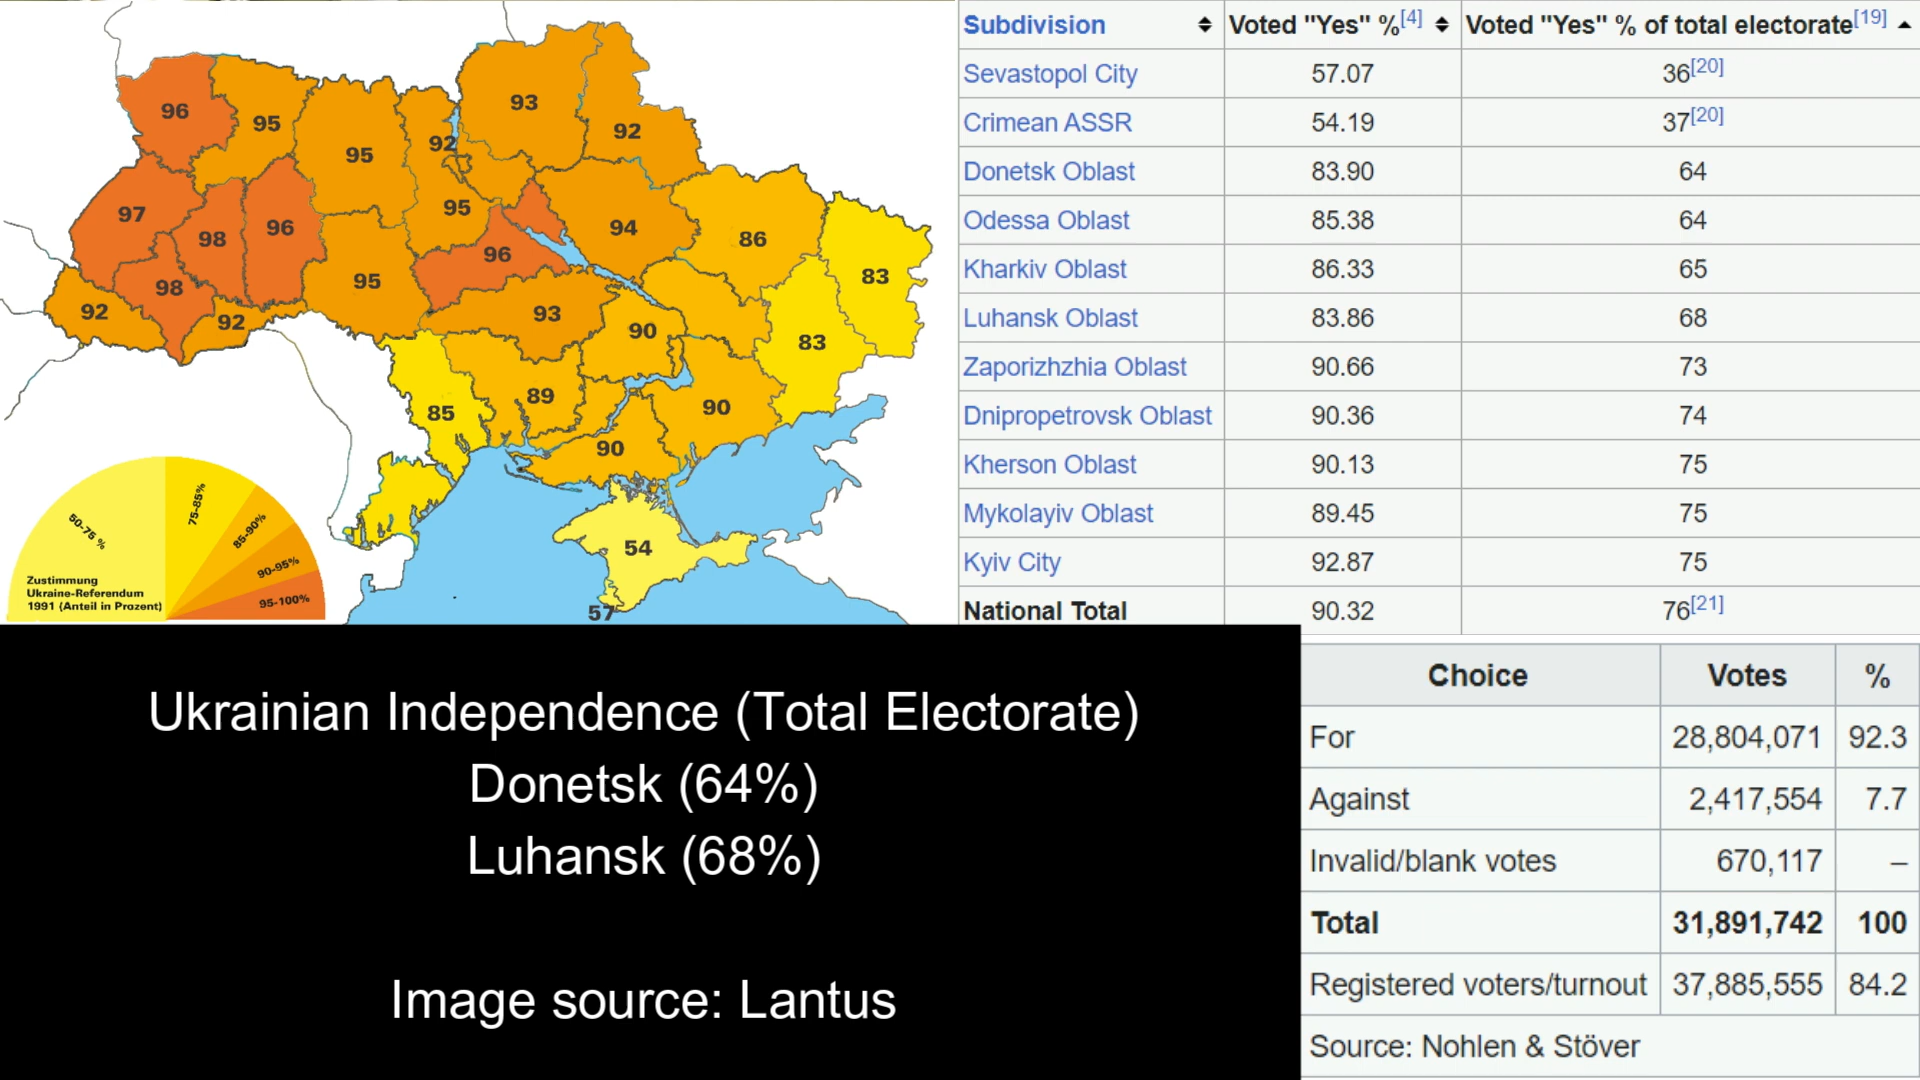 96
95
95
92
93
92
97
98
96
95
94
86
83
96
98
95
92
92
93
90
83
85
89
90
90
54
57
50-75 %
75-85%
85-90%
90-95%
95-100%
Zustimmung
Ukraine-Referendum
1991 (Anteil in Prozent)
Subdivision Voted "Yes" %[4] Voted "Yes" % of total electorate[19]
Sevastopol City 57.07 36[20]
Crimean ASSR 54.19 37[20]
Donetsk Oblast 83.90 64
Odessa Oblast 85.38 64
Kharkiv Oblast 86.33 65
Luhansk Oblast 83.86 68
Zaporizhzhia Oblast 90.66 73
Dnipropetrovsk Oblast 90.36 74
Kherson Oblast 90.13 75
Mykolayiv Oblast 89.45 75
Kyiv City 92.87 75
National Total 90.32 76[21]
Ukrainian Independence (Total Electorate)
Donetsk (64%)
Luhansk (68%)
Image source: Lantus
Choice Votes %
For 28,804,071 92.3
Against 2,417,554 7.7
Invalid/blank votes 670,117 –
Total 31,891,742 100
Registered voters/turnout 37,885,555 84.2
Source: Nohlen & Stöver